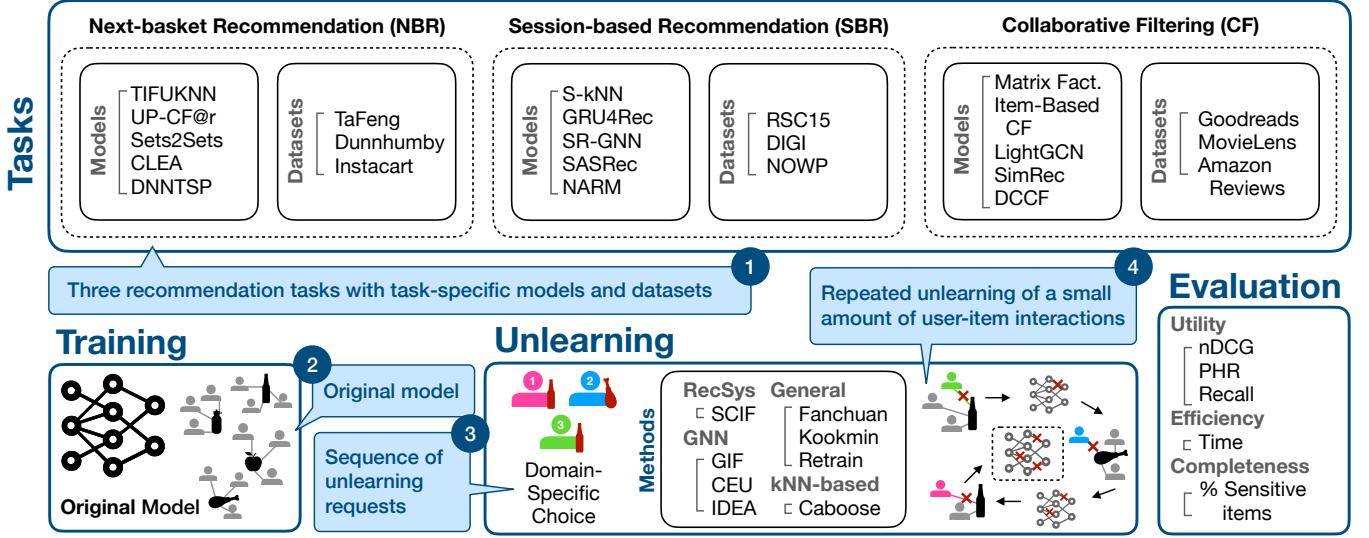 Tasks
Next-basket Recommendation (NBR)
Models
TIFUKNN
UP-CF@r
Sets2Sets
CLEA
DNNTSP
Datasets
TaFeng
Dunnhumby
Instacart
Session-based Recommendation (SBR)
Models
S-kNN
GRU4Rec
SR-GNN
SASRec
NARM
Datasets
RSC15
DIGI
NOWP
Collaborative Filtering (CF)
Models
Matrix Fact.
Item-Based
CF
LightGCN
SimRec
DCCF
Datasets
Goodreads
MovieLens
Amazon
Reviews
1
Three recommendation tasks with task-specific models and datasets
Training
Original Model
2
Original model
3
Sequence of
unlearning
requests
Unlearning
1
2
3
Domain-
Specific
Choice
Methods
RecSys
SCIF
GNN
GIF
CEU
IDEA
General
Fanchuan
Kookmin
Retrain
kNN-based
Caboose
4
Repeated unlearning of a small
amount of user-item interactions
Evaluation
Utility
nDCG
PHR
Recall
Efficiency
Time
Completeness
% Sensitive
items